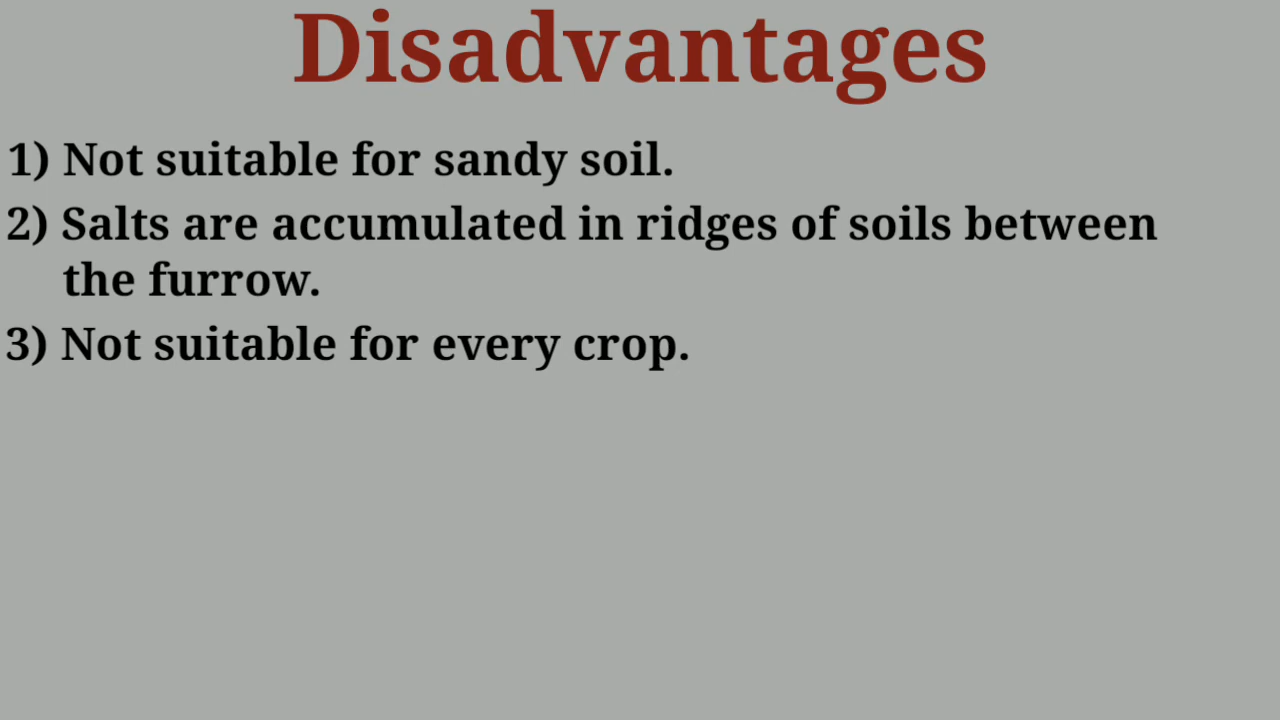 Disadvantages
1) Not suitable for sandy soil.
2) Salts are accumulated in ridges of soils between
the furrow.
3) Not suitable for every crop.